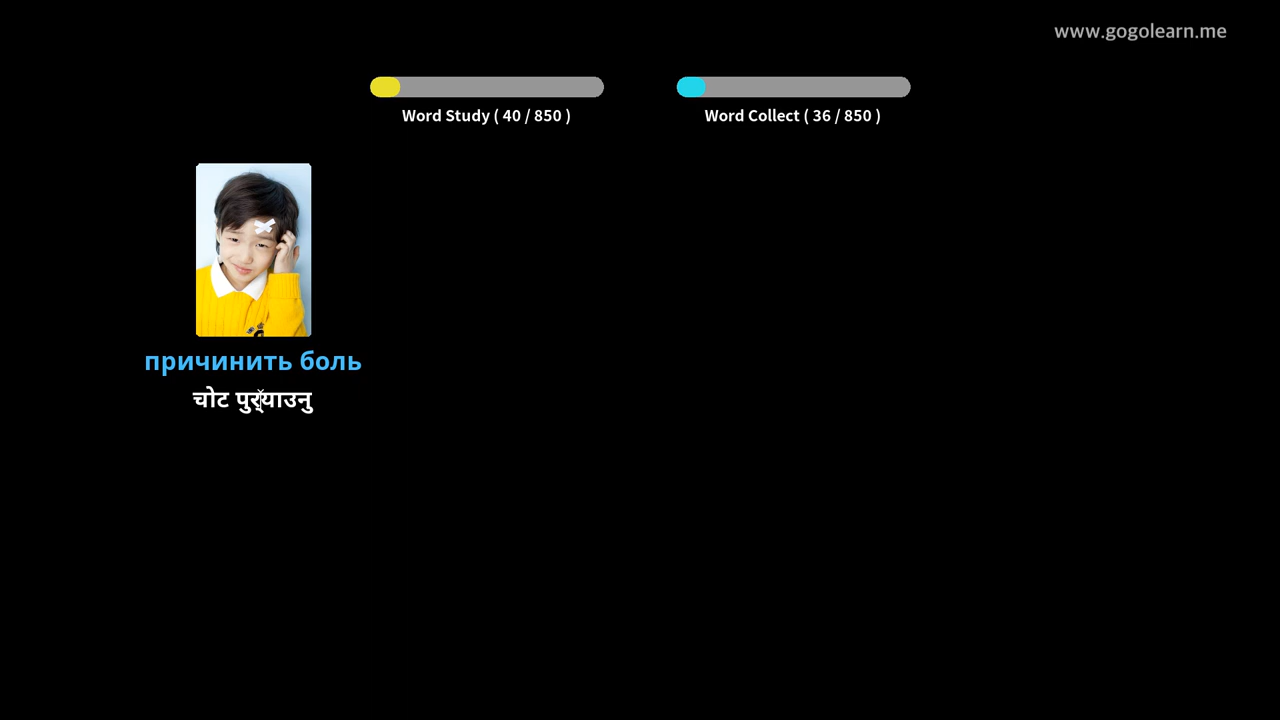 www.gogolearn.me
Word Study ( 40 / 850 )
Word Collect ( 36 / 850 )
причинить боль
चोट पुर्‍याउनु